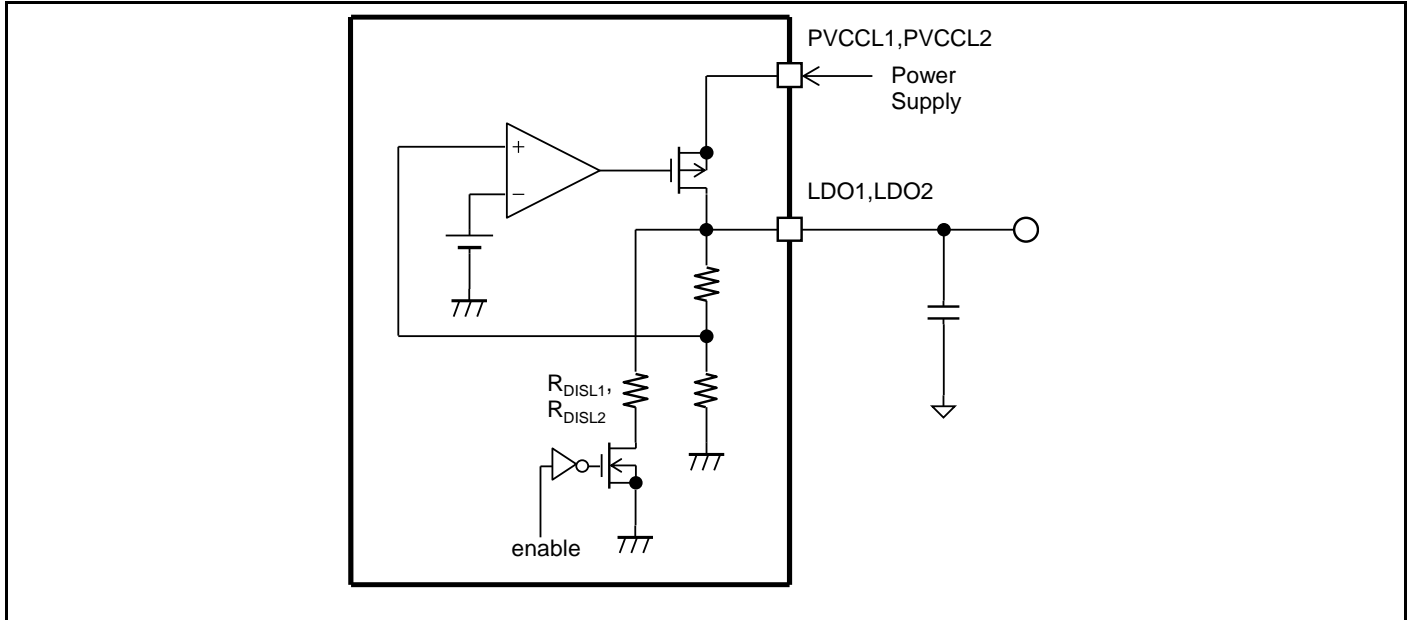 PVCCL1,PVCCL2
Power
Supply
+
−
LDO1,LDO2
RDISL1,
RDISL2
enable